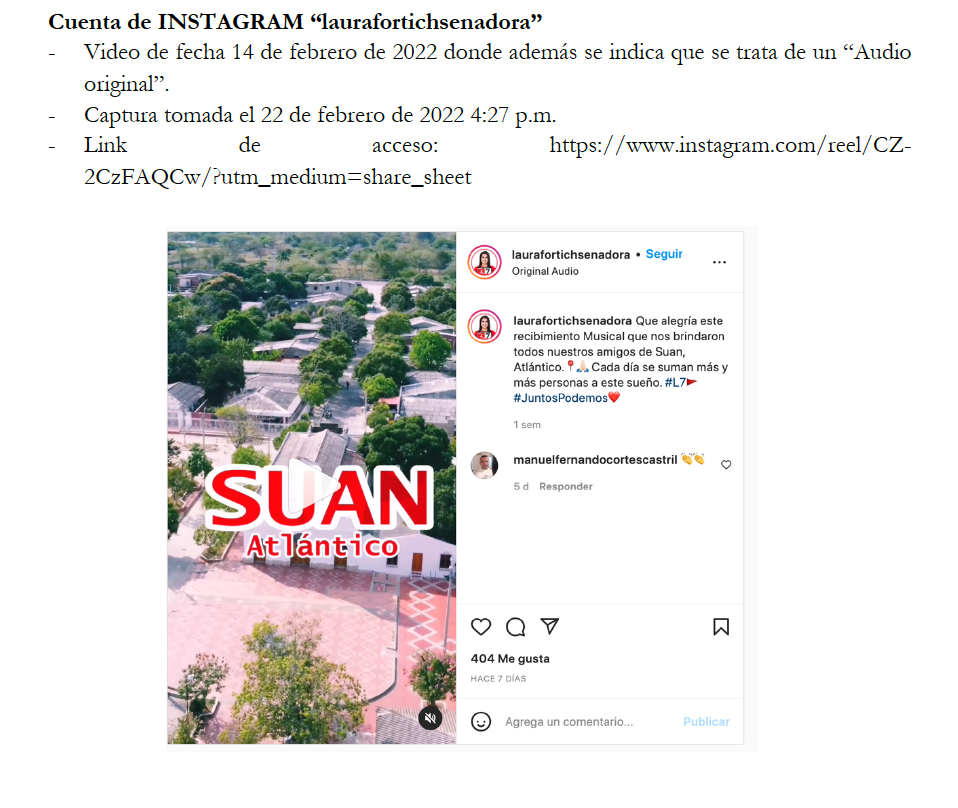 Cuenta de INSTAGRAM “laurafortichsenadora”
- Video de fecha 14 de febrero de 2022 donde además se indica que se trata de un “Audio
original”.
- Captura tomada el 22 de febrero de 2022 4:27 p.m.
- Link de acceso: https://www.instagram.com/reel/CZ-
2CzFAQCw/?utm_medium=share_sheet
SUAN
Atlántico
laurafortichsenadora • Seguir
Original Audio
laurafortichsenadora Que alegría este
recibimiento Musical que nos brindaron
todos nuestros amigos de Suan,
Atlántico.📍🙏🏻 Cada día se suman más y
más personas a este sueño. #L7🚩
#JuntosPodemos❤️
1 sem
manuelfernandocortescastril 👏👏
5 d Responder
404 Me gusta
HACE 7 DÍAS
Agrega un comentario... Publicar